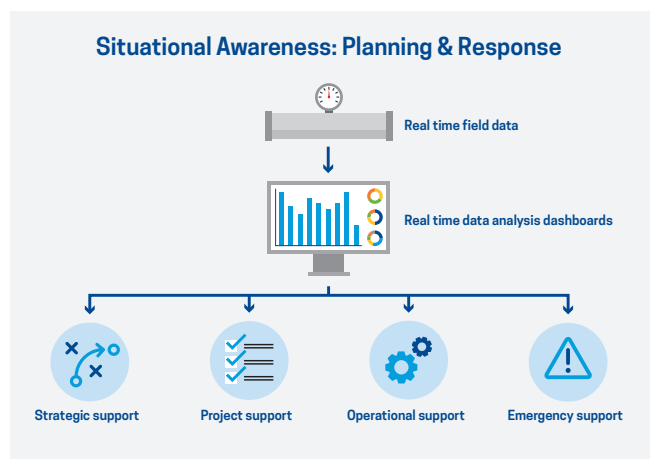 Situational Awareness: Planning & Response
Real time field data
Real time data analysis dashboards
Strategic support
Project support
Operational support
Emergency support